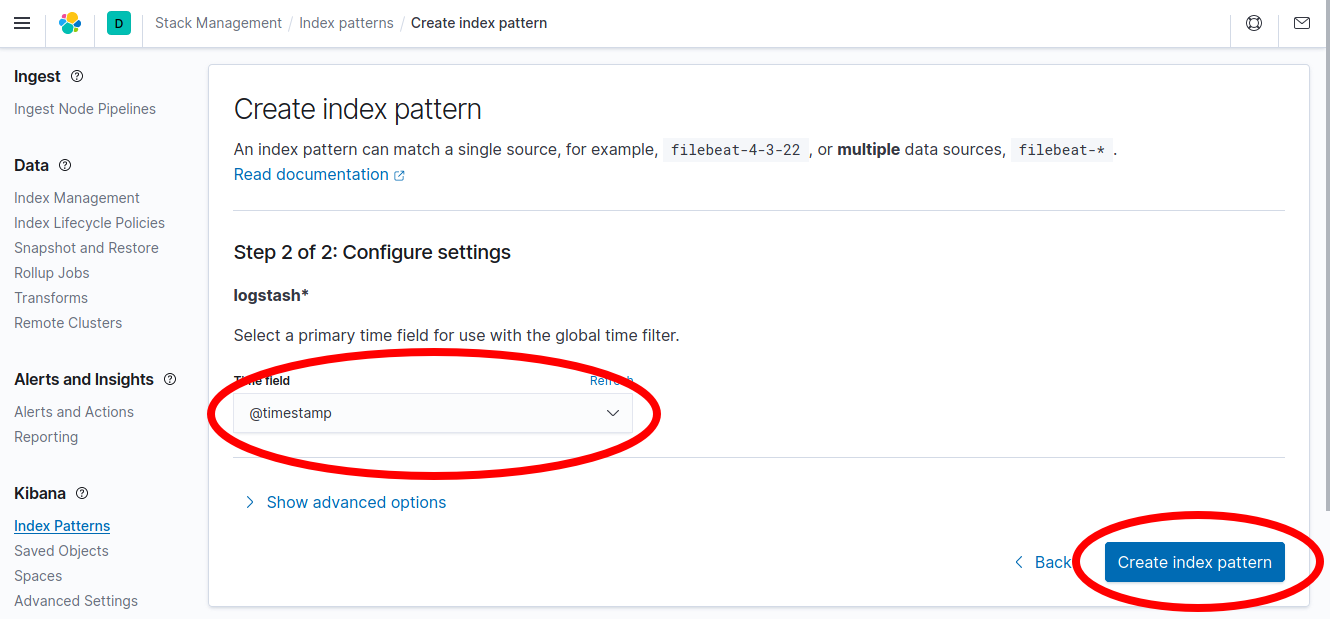 D Stack Management / Index patterns / Create index pattern
Ingest
Ingest Node Pipelines
Data
Index Management
Index Lifecycle Policies
Snapshot and Restore
Rollup Jobs
Transforms
Remote Clusters
Alerts and Insights
Alerts and Actions
Reporting
Kibana
Index Patterns
Saved Objects
Spaces
Advanced Settings
Create index pattern
An index pattern can match a single source, for example, filebeat-4-3-22 , or multiple data sources, filebeat-* .
Read documentation
Step 2 of 2: Configure settings
logstash*
Select a primary time field for use with the global time filter.
Time field Refresh
@timestamp
Show advanced options
Back Create index pattern